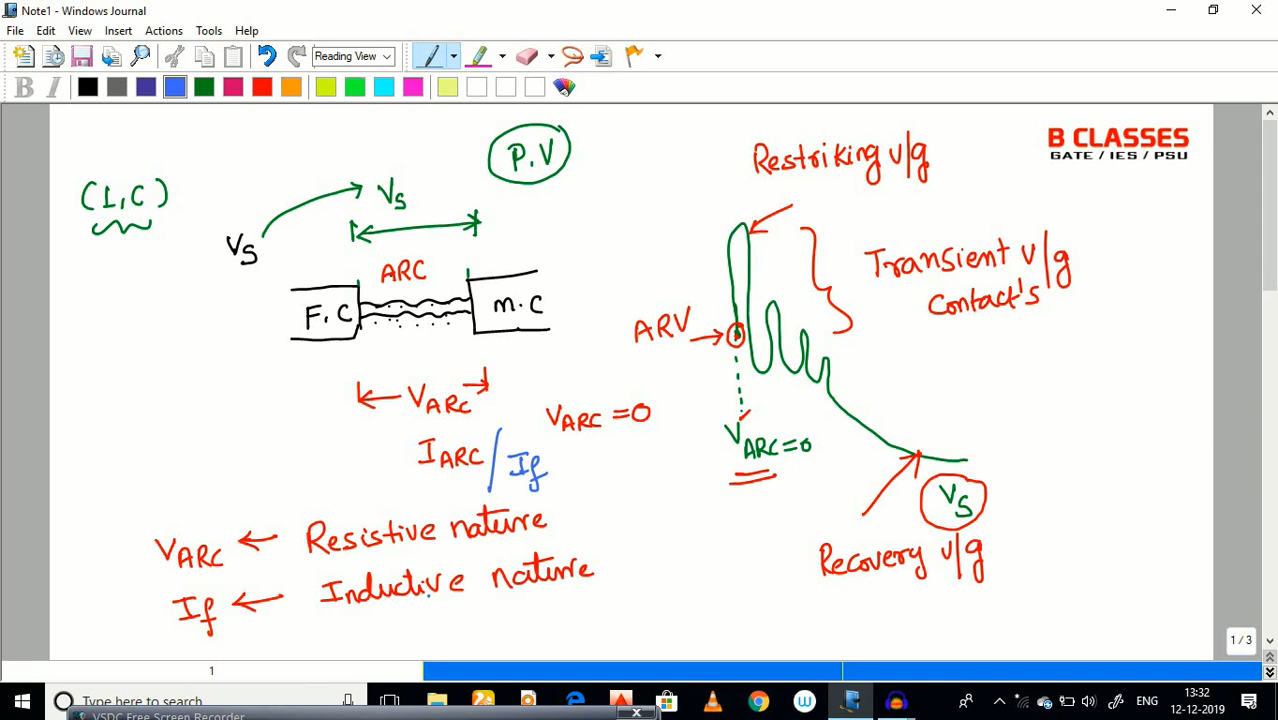 Note1 - Windows Journal
File Edit View Insert Actions Tools Help
Reading View
B I
B CLASSES
GATE / IES / PSU
P.V
Restriking v/g
(I,C)
VS
VS
ARC
F.C
m.C
Transient v/g
Contact's
ARV
VARC
VARC = 0
IARC / If
VARC = 0
VS
Recovery v/g
VARC ← Resistive nature
If ← Inductive nature
1 / 3
1
Type here to search
ENG
13:32
12-12-2019
VSDC Free Screen Recorder